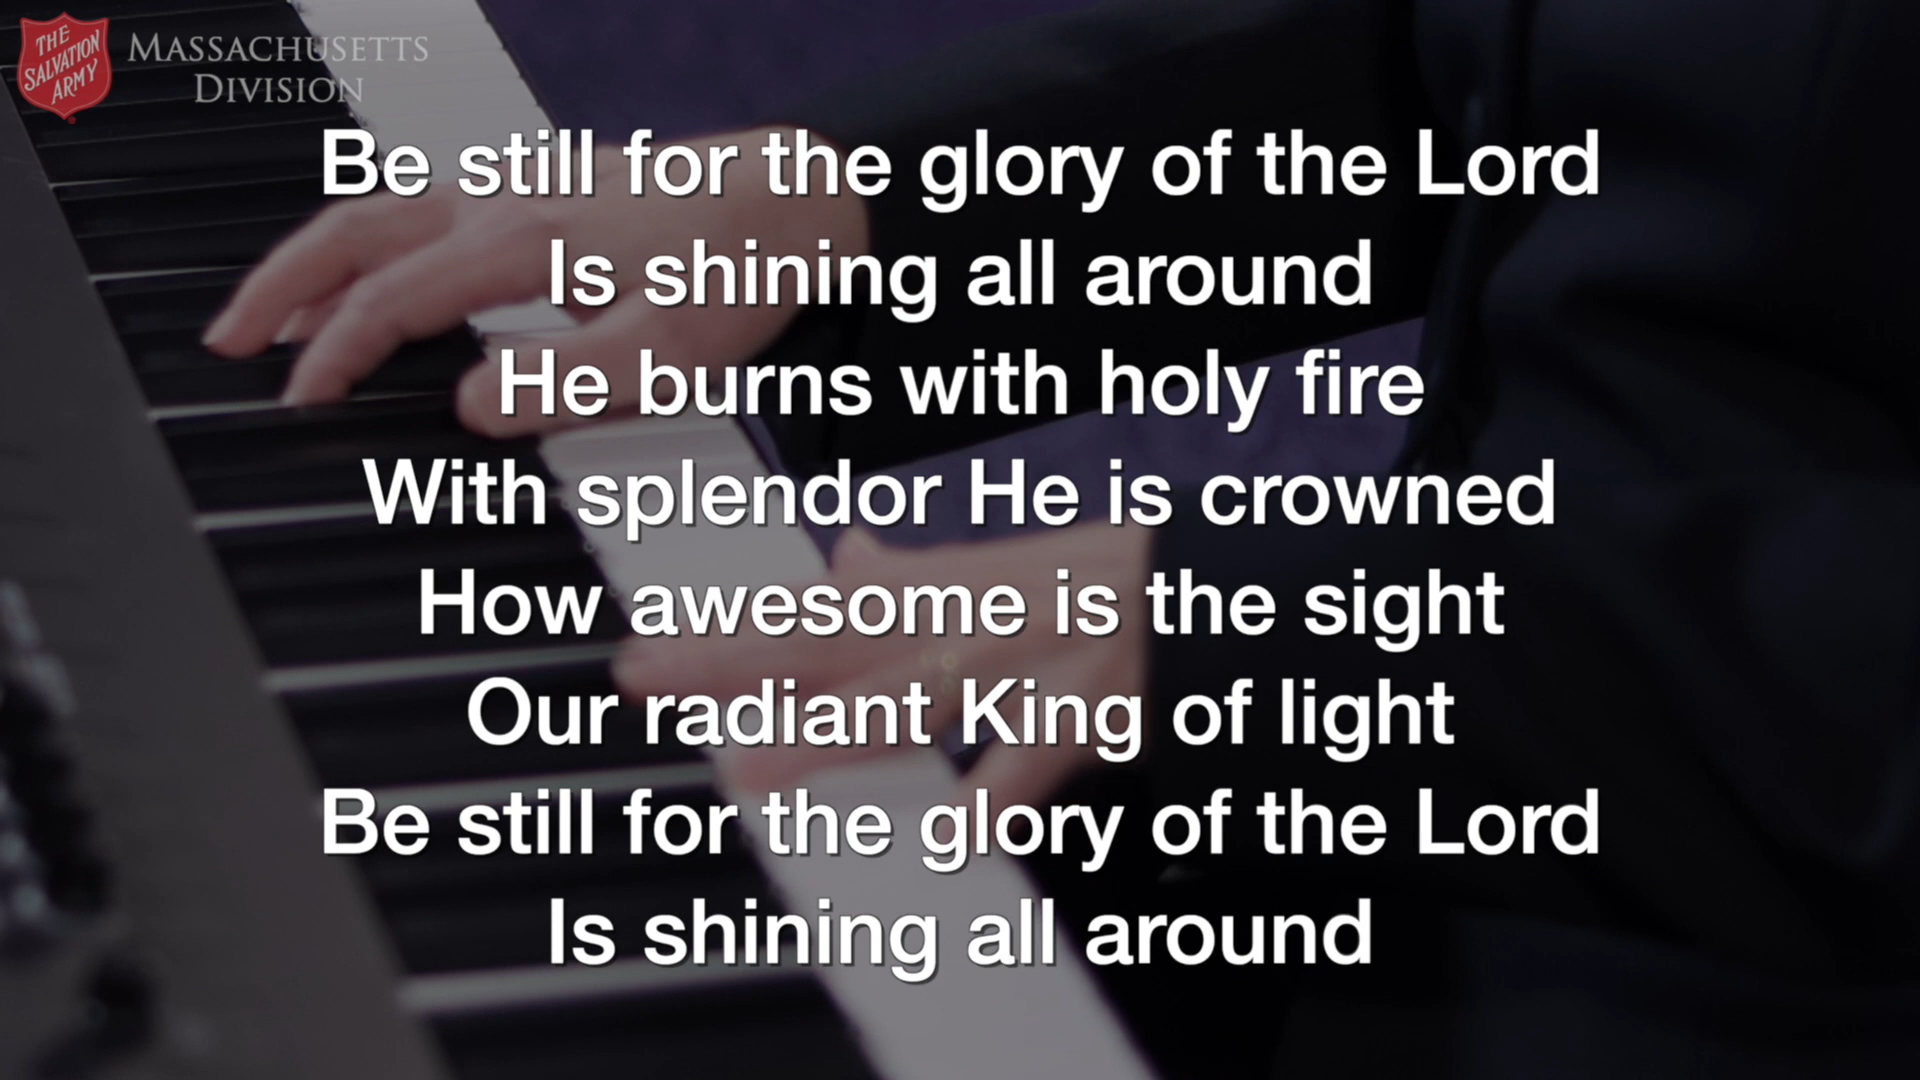 THE
SALVATION
ARMY
MASSACHUSETTS
DIVISION
Be still for the glory of the Lord
Is shining all around
He burns with holy fire
With splendor He is crowned
How awesome is the sight
Our radiant King of light
Be still for the glory of the Lord
Is shining all around